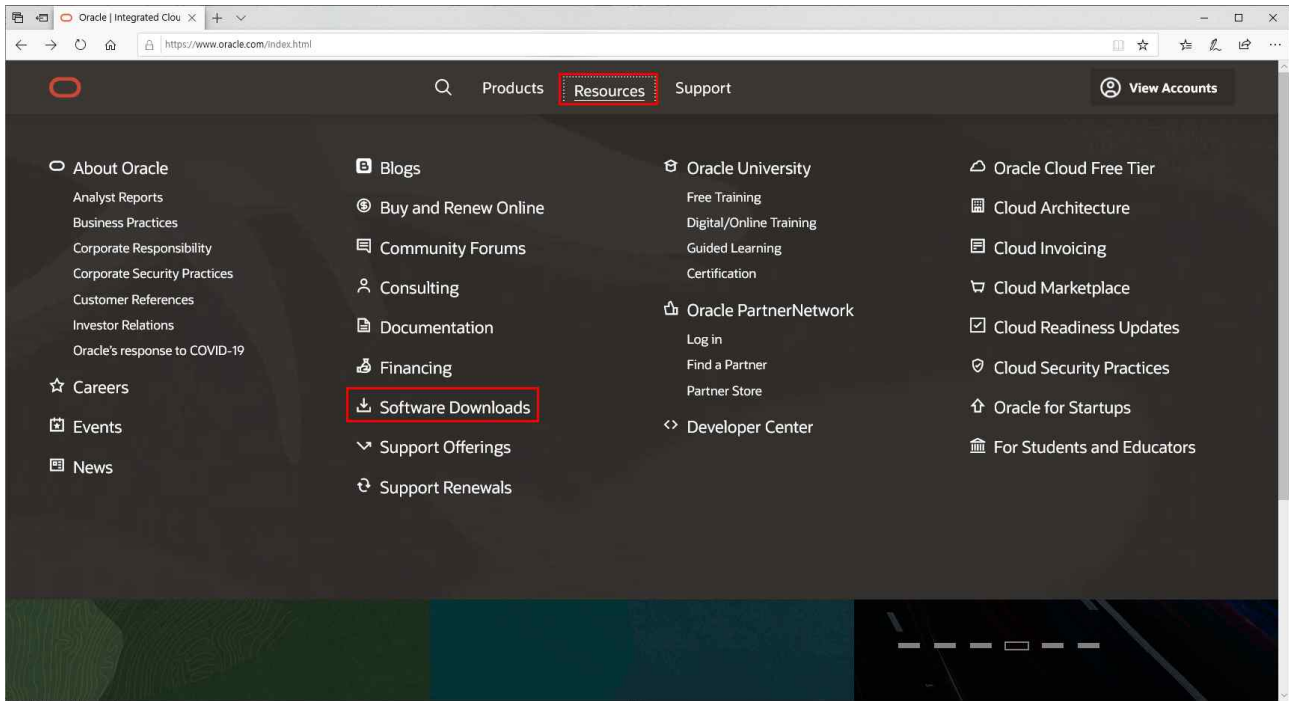 Oracle | Integrated Clou
https://www.oracle.com/index.html
Products
Resources
Support
View Accounts
About Oracle
Analyst Reports
Business Practices
Corporate Responsibility
Corporate Security Practices
Customer References
Investor Relations
Oracle's response to COVID-19
Careers
Events
News
Blogs
Buy and Renew Online
Community Forums
Consulting
Documentation
Financing
Software Downloads
Support Offerings
Support Renewals
Oracle University
Free Training
Digital/Online Training
Guided Learning
Certification
Oracle PartnerNetwork
Log in
Find a Partner
Partner Store
Developer Center
Oracle Cloud Free Tier
Cloud Architecture
Cloud Invoicing
Cloud Marketplace
Cloud Readiness Updates
Cloud Security Practices
Oracle for Startups
For Students and Educators